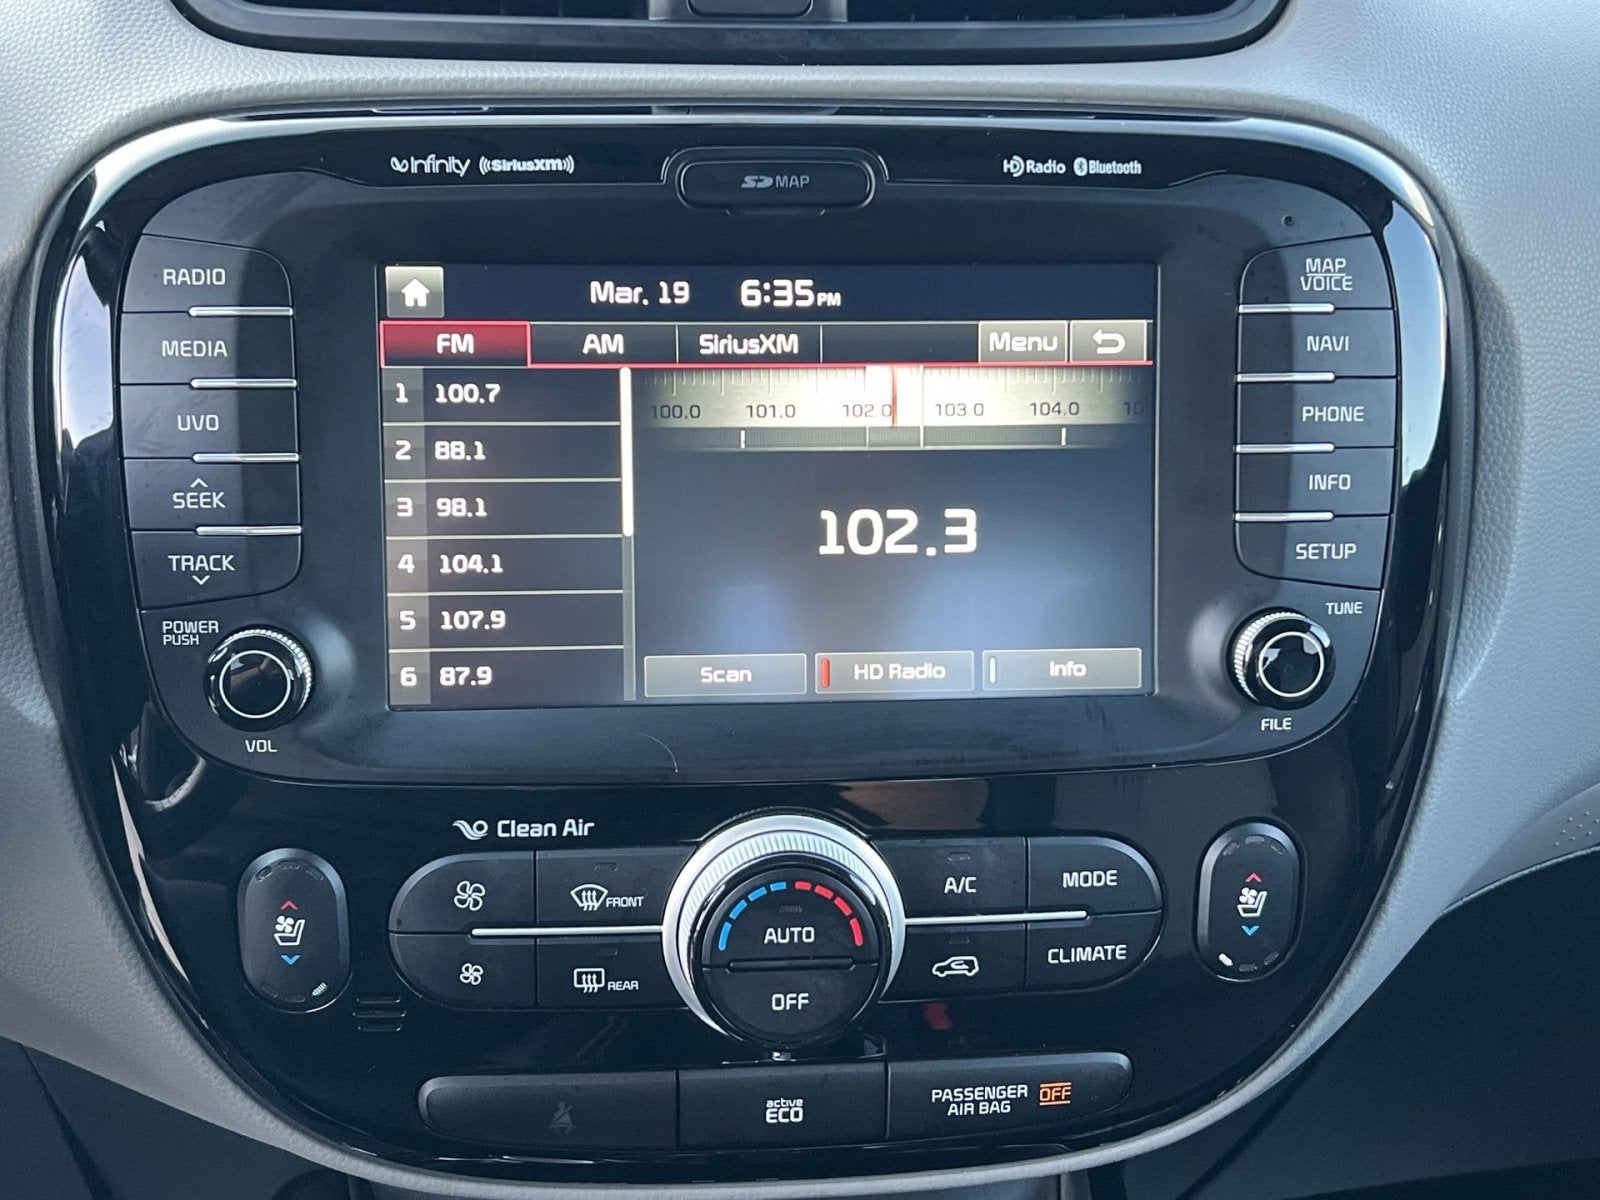 Infinity SiriusXM
SD MAP
HD Radio Bluetooth
RADIO
MEDIA
UVO
SEEK
TRACK
POWER
PUSH
VOL
Mar. 19 6:35 PM
FM AM SiriusXM Menu
1 100.7
2 88.1
3 98.1
4 104.1
5 107.9
6 87.9
100.0 101.0 102.0 103.0 104.0 10
102.3
Scan HD Radio Info
MAP
VOICE
NAVI
PHONE
INFO
SETUP
TUNE
FILE
Clean Air
FRONT
REAR
AUTO
OFF
A/C
MODE
CLIMATE
active
ECO
PASSENGER
AIR BAG OFF